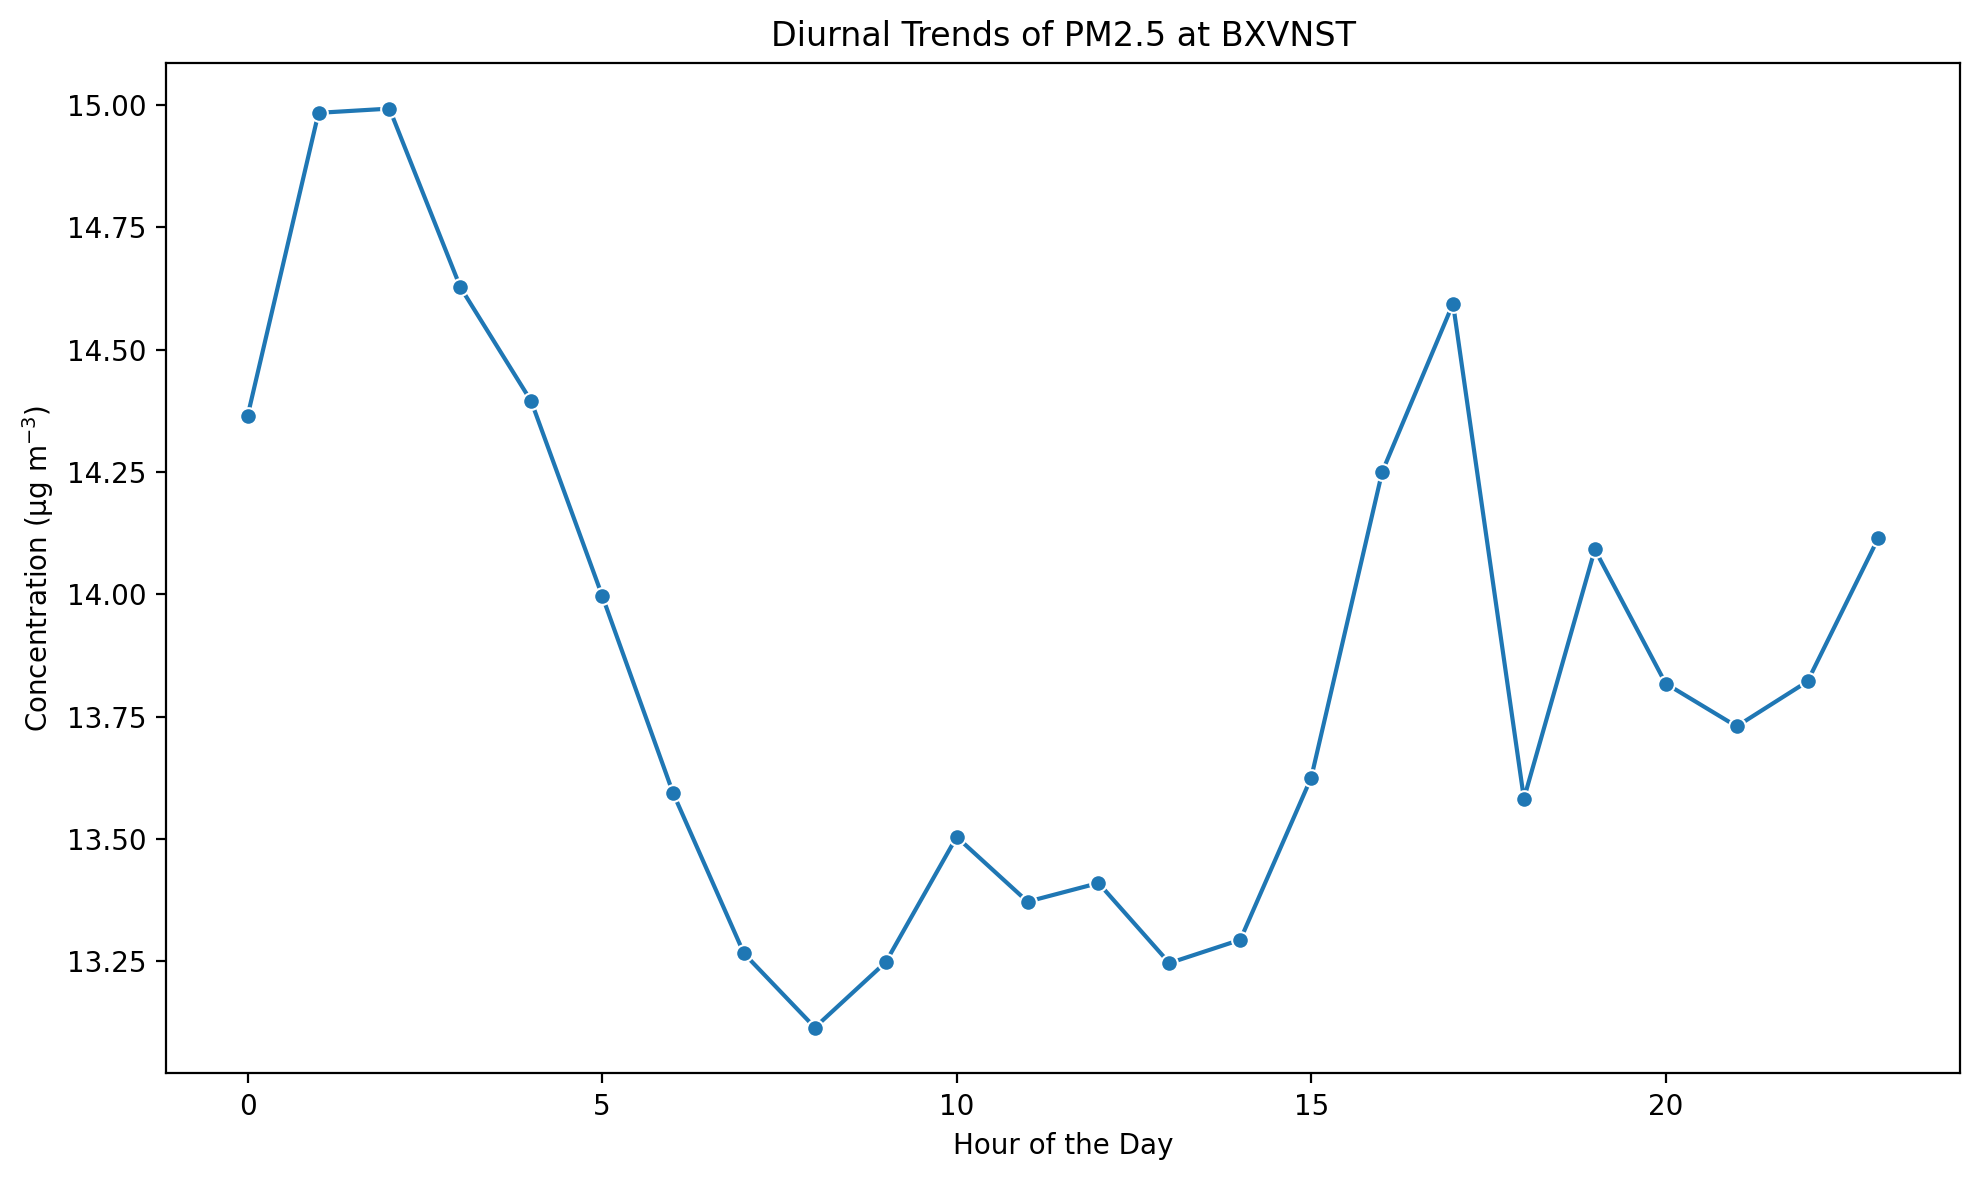 Diurnal Trends of PM2.5 at BXVNST
Concentration (µg m⁻³)
15.00
14.75
14.50
14.25
14.00
13.75
13.50
13.25
0 5 10 15 20
Hour of the Day